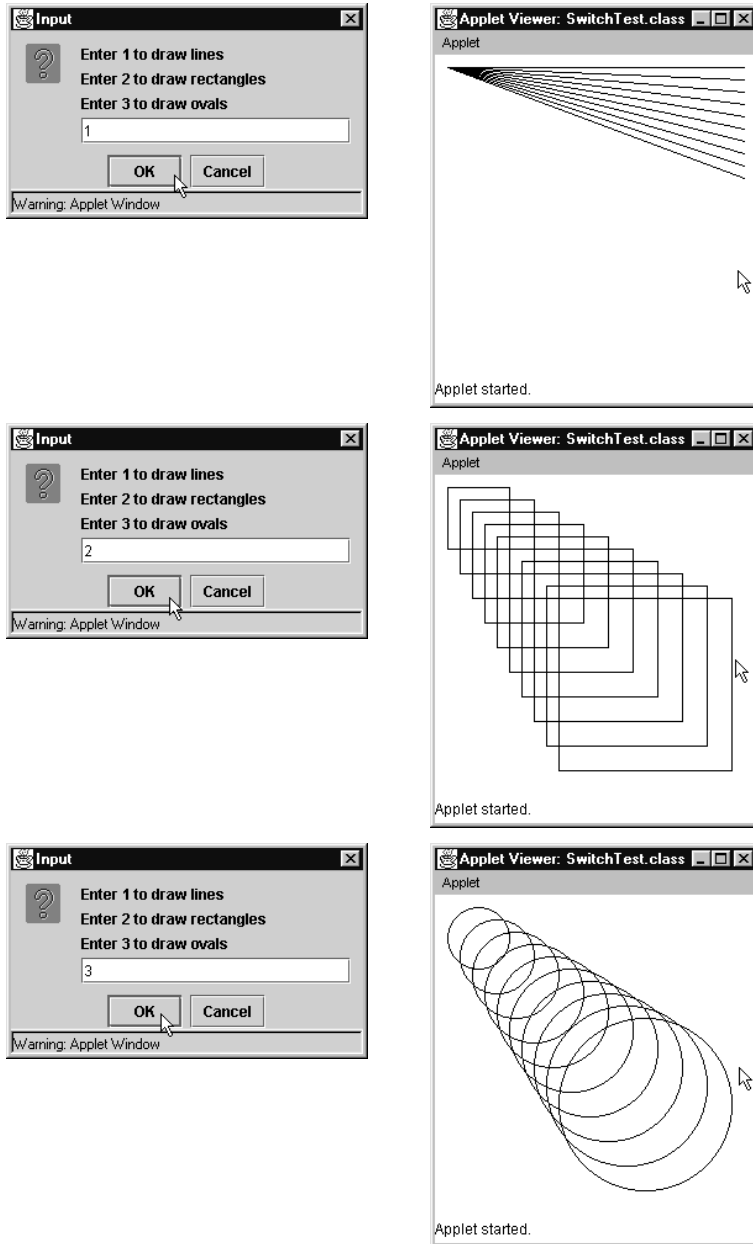 Input
Enter 1 to draw lines
Enter 2 to draw rectangles
Enter 3 to draw ovals
1
OK
Cancel
Warning: Applet Window
Applet Viewer: SwitchTest.class
Applet
Applet started.
Input
Enter 1 to draw lines
Enter 2 to draw rectangles
Enter 3 to draw ovals
2
OK
Cancel
Warning: Applet Window
Applet Viewer: SwitchTest.class
Applet
Applet started.
Input
Enter 1 to draw lines
Enter 2 to draw rectangles
Enter 3 to draw ovals
3
OK
Cancel
Warning: Applet Window
Applet Viewer: SwitchTest.class
Applet
Applet started.